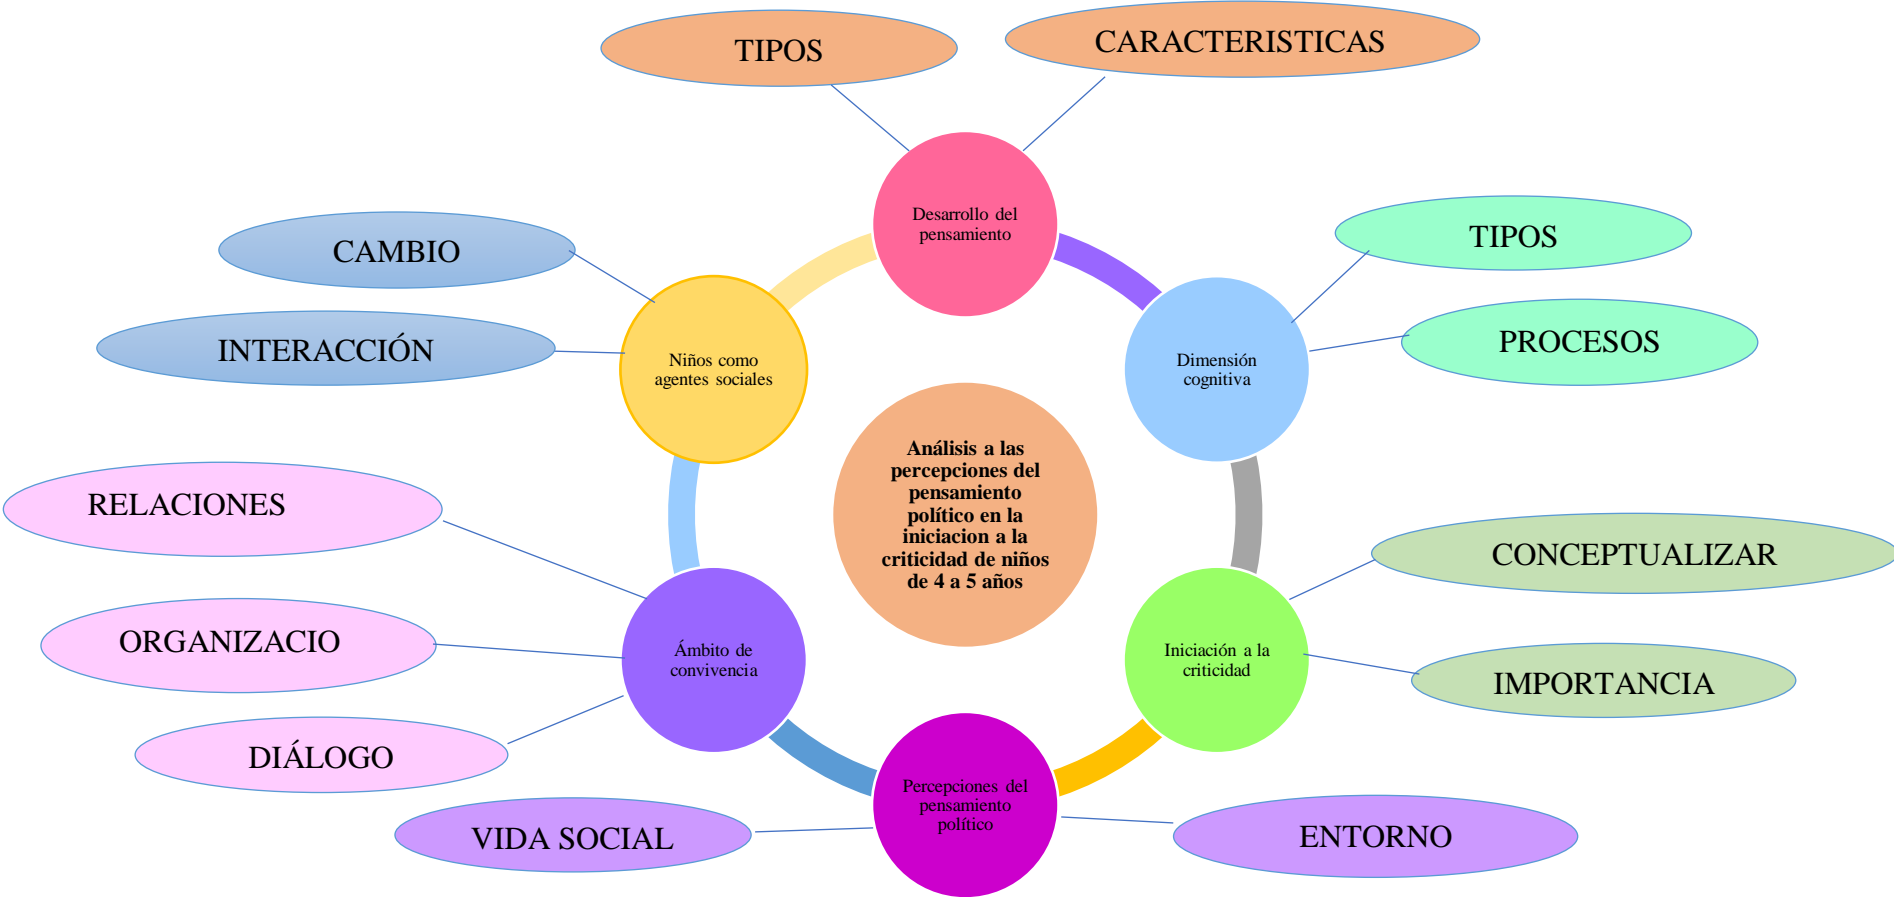 TIPOS
CARACTERISTICAS
Desarrollo del
pensamiento
CAMBIO
TIPOS
INTERACCIÓN
PROCESOS
Niños como
agentes sociales
Dimensión
cognitiva
Análisis a las
percepciones del
pensamiento
político en la
iniciacion a la
criticidad de niños
de 4 a 5 años
RELACIONES
CONCEPTUALIZAR
ORGANIZACIO
Ámbito de
convivencia
Iniciación a la
criticidad
IMPORTANCIA
DIÁLOGO
Percepciones del
pensamiento
político
VIDA SOCIAL
ENTORNO